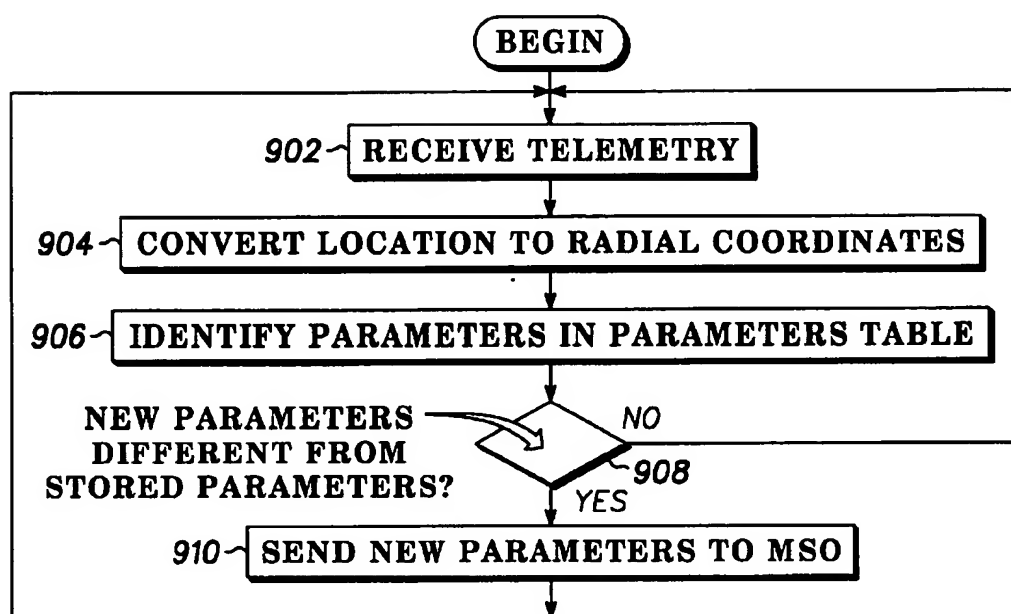 BEGIN
902 RECEIVE TELEMETRY
904 CONVERT LOCATION TO RADIAL COORDINATES
906 IDENTIFY PARAMETERS IN PARAMETERS TABLE
NEW PARAMETERS
DIFFERENT FROM
STORED PARAMETERS?
NO
908
YES
910 SEND NEW PARAMETERS TO MSO